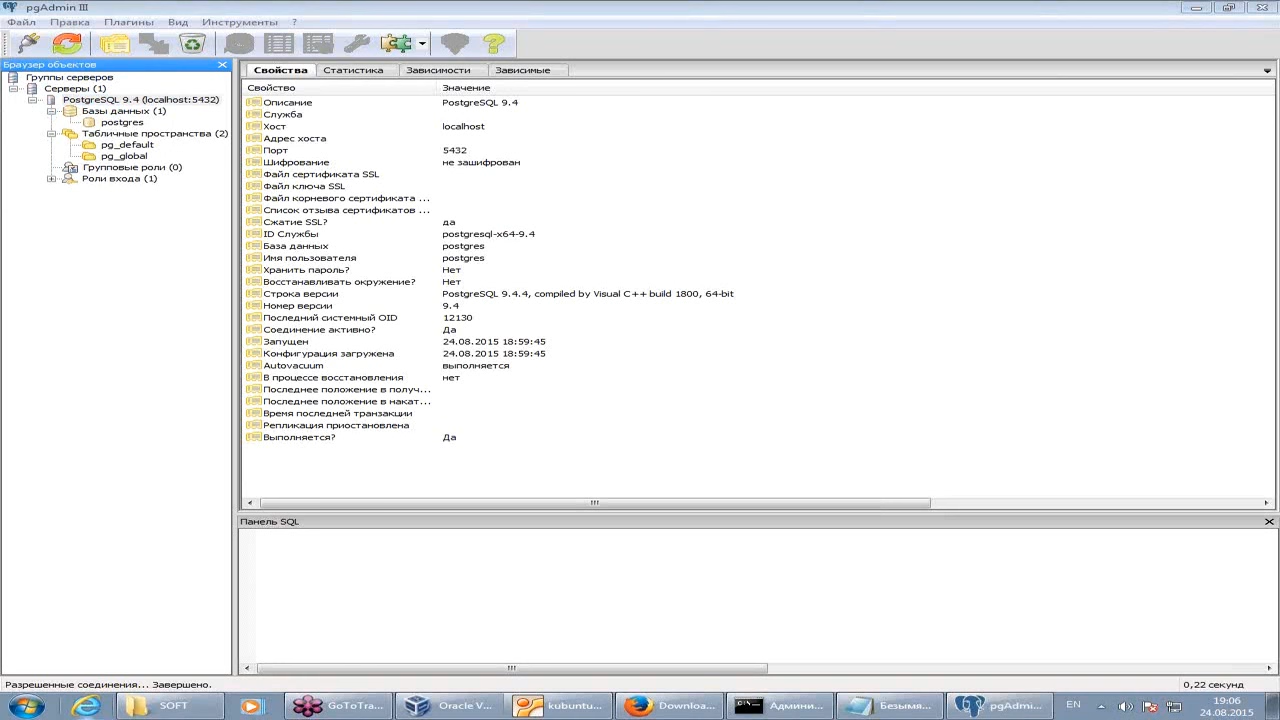 pgAdmin III
Файл Правка Плагины Вид Инструменты ?
Браузер объектов
Группы серверов
Серверы (1)
PostgreSQL 9.4 (localhost:5432)
Базы данных (1)
postgres
Табличные пространства (2)
pg_default
pg_global
Групповые роли (0)
Роли входа (1)
Свойства Статистика Зависимости Зависимые
Свойство Значение
Описание PostgreSQL 9.4
Служба
Хост localhost
Адрес хоста
Порт 5432
Шифрование не зашифрован
Файл сертификата SSL
Файл ключа SSL
Файл корневого сертификата ...
Список отзыва сертификатов ...
Сжатие SSL? да
ID Службы postgresql-x64-9.4
База данных postgres
Имя пользователя postgres
Хранить пароль? Нет
Восстанавливать окружение? Нет
Строка версии PostgreSQL 9.4.4, compiled by Visual C++ build 1800, 64-bit
Номер версии 9.4
Последний системный OID 12130
Соединение активно? Да
Запущен 24.08.2015 18:59:45
Конфигурация загружена 24.08.2015 18:59:45
Autovacuum выполняется
В процессе восстановления нет
Последнее положение в получ...
Последнее положение в накат...
Время последней транзакции
Репликация приостановлена
Выполняется? Да
Панель SQL
Разрешенные соединения... Завершено. 0,22 секунд
SOFT GoToTra... Oracle V... kubuntu... Downloa... Админи... Безымя... pgAdmi... EN 19:06
24.08.2015